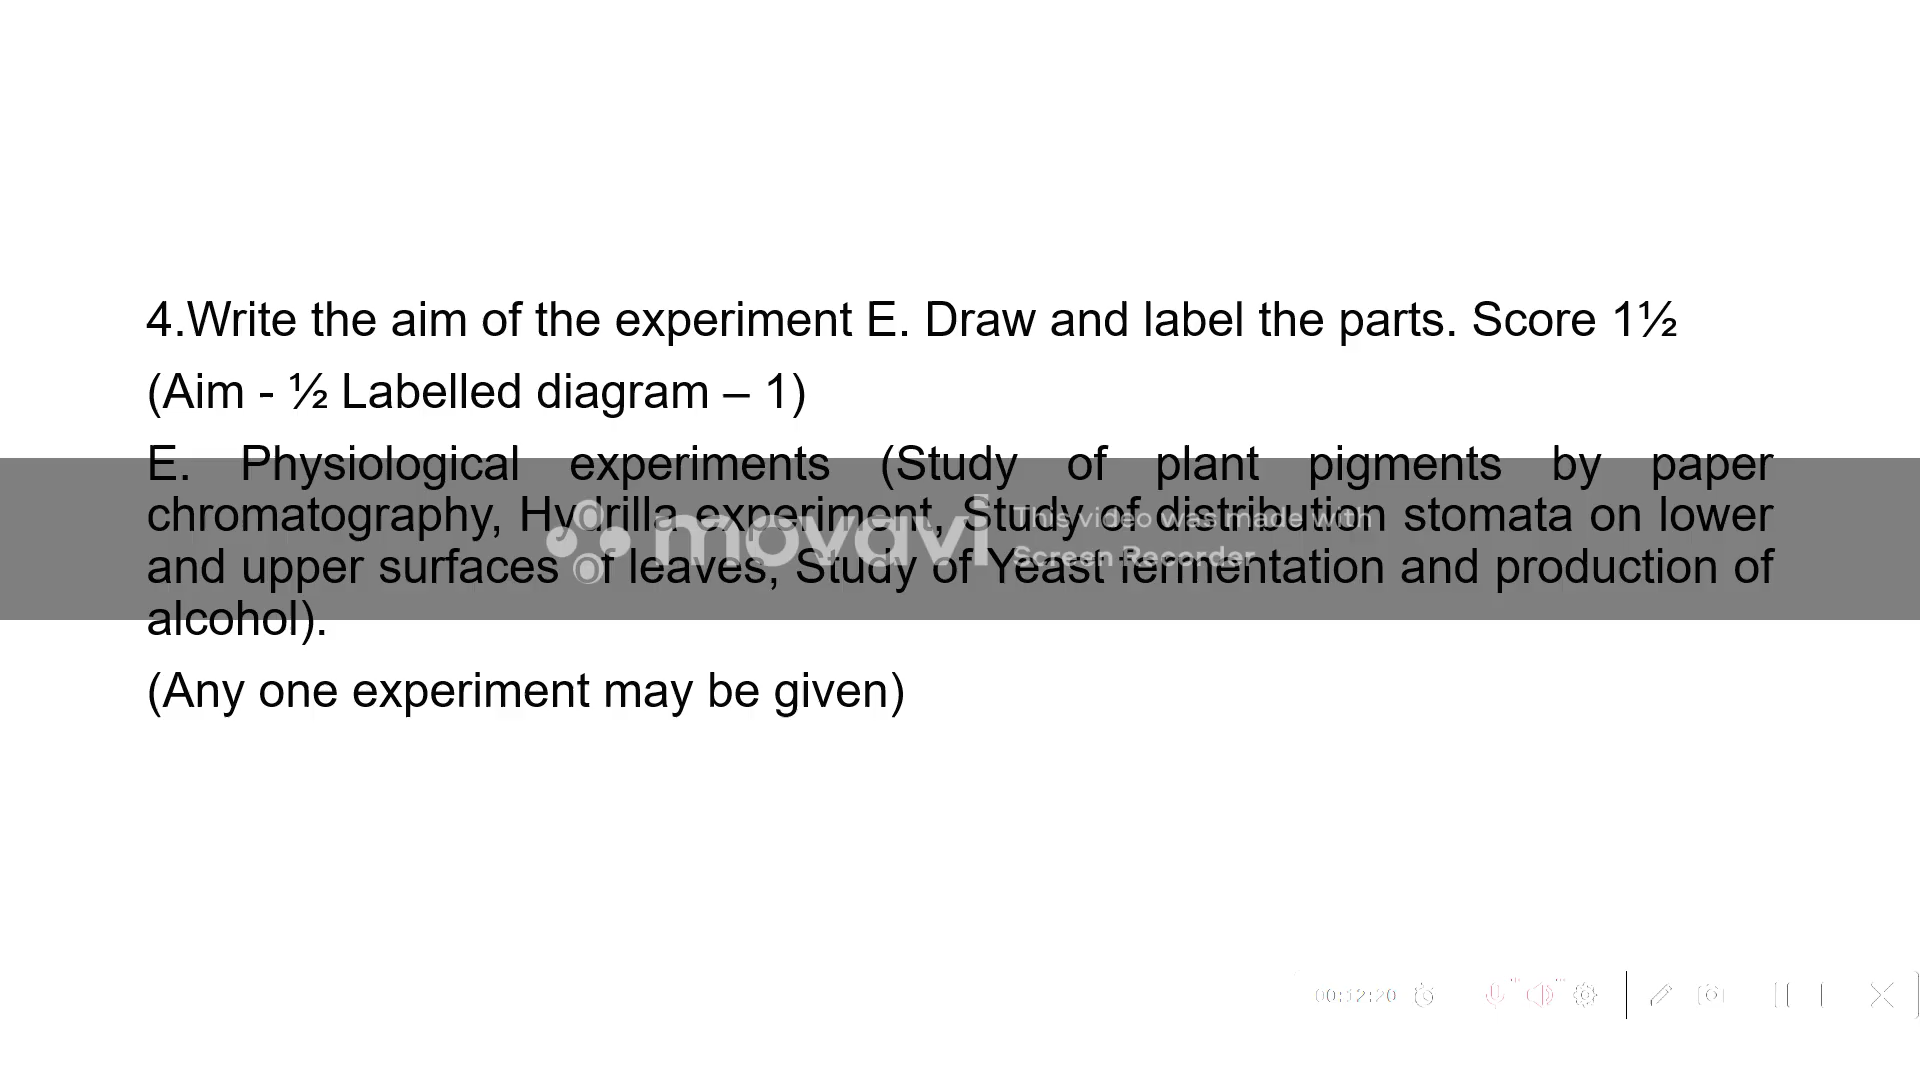 4.Write the aim of the experiment E. Draw and label the parts. Score 1½
(Aim - ½ Labelled diagram – 1)
E. Physiological experiments (Study of plant pigments by paper
chromatography, Hydrilla experiment, Study of distribution stomata on lower
and upper surfaces of leaves, Study of Yeast fermentation and production of
alcohol).
(Any one experiment may be given)
movavi
This video was made with
Screen Recorder
00:12:20